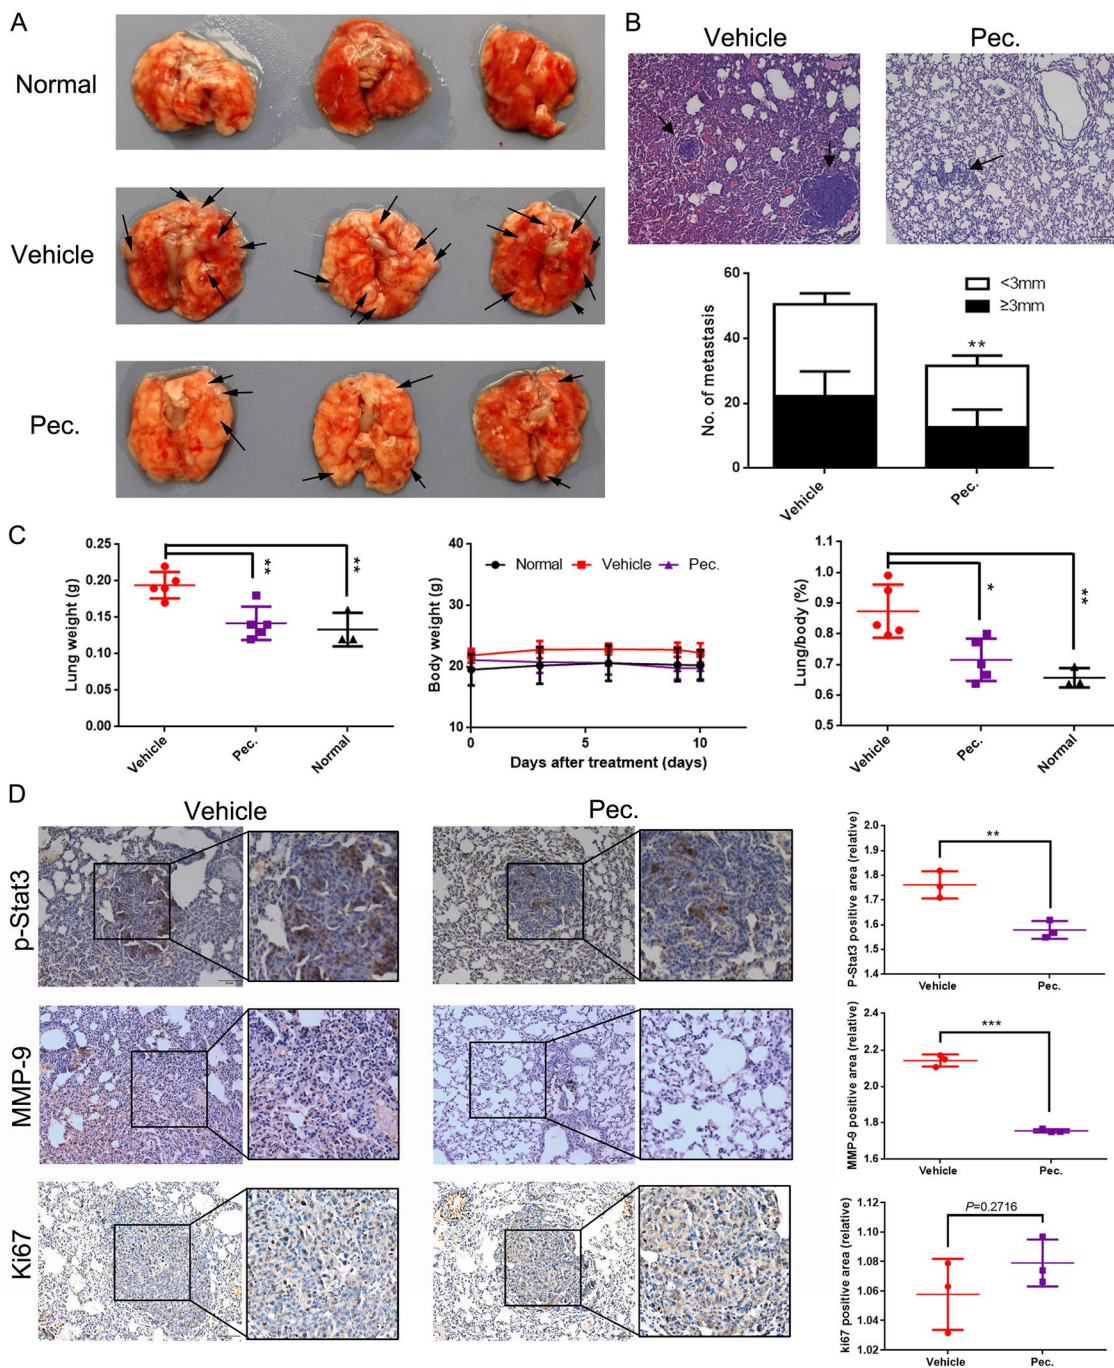 A
Normal
Vehicle
Pec.
B
Vehicle
Pec.
No. of metastasis
60
40
20
0
<3mm
≥3mm
**
Vehicle
Pec.
C
Lung weight (g)
0.25
0.20
0.15
0.10
0.05
0.00
**
**
Vehicle
Pec.
Normal
Body weight (g)
40
30
20
10
Normal
Vehicle
Pec.
0
5
10
Days after treatment (days)
Lung/body (%)
1.1
1.0
0.9
0.8
0.7
0.6
0.5
*
**
Vehicle
Pec.
Normal
D
Vehicle
Pec.
p-Stat3
P-Stat3 positive area (relative)
2.0
1.9
1.8
1.7
1.6
1.5
1.4
**
Vehicle
Pec.
MMP-9
MMP-9 positive area (relative)
2.4
2.2
2.0
1.8
1.6
***
Vehicle
Pec.
Ki67
ki67 positive area (relative)
1.12
1.10
1.08
1.06
1.04
1.02
P=0.2716
Vehicle
Pec.